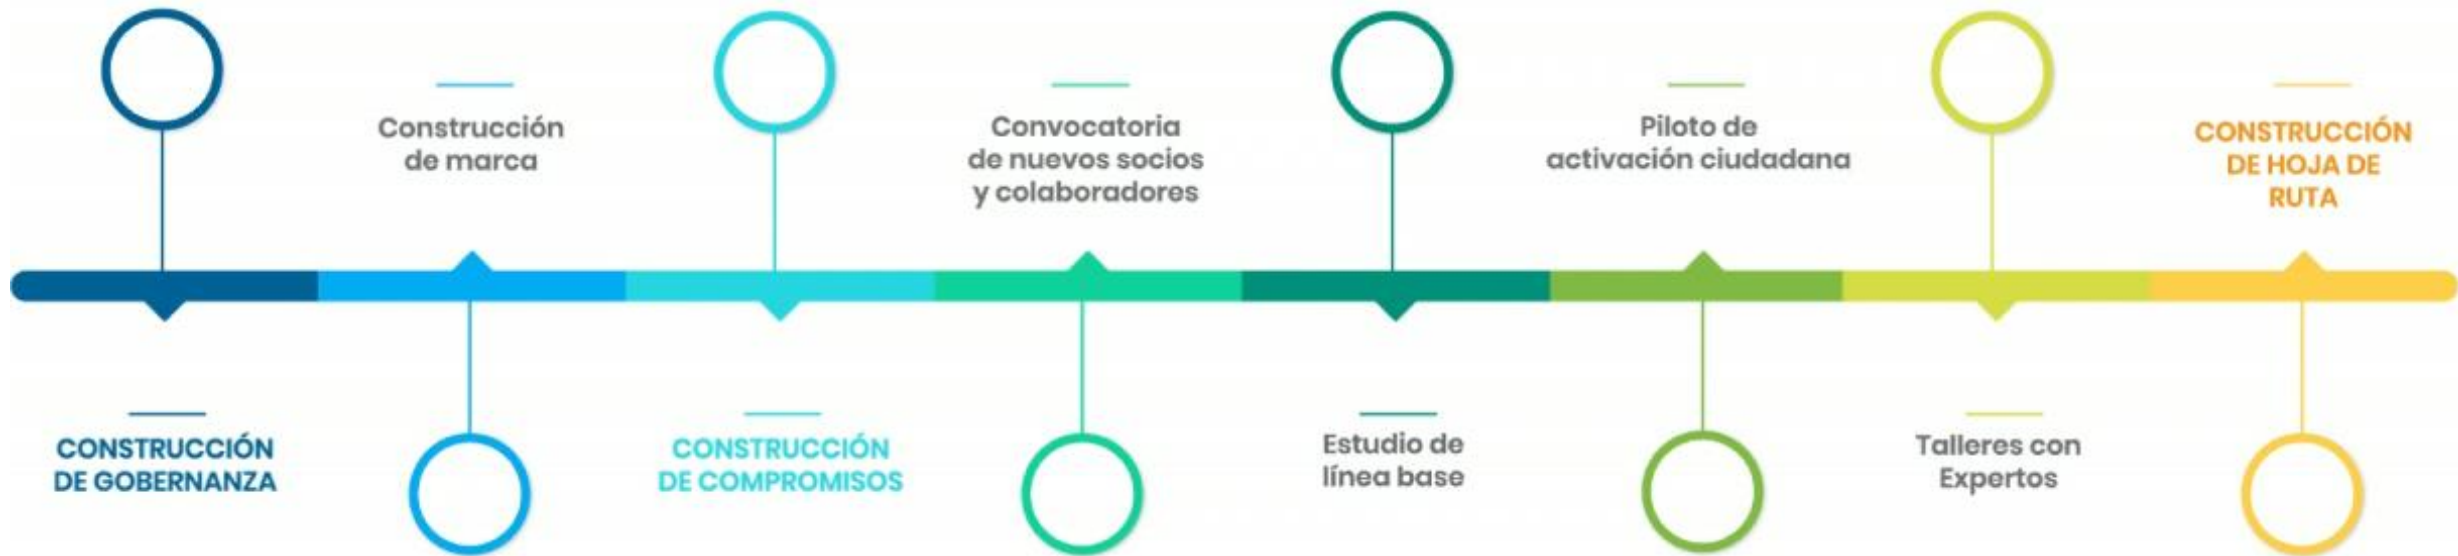 CONSTRUCCIÓN
DE GOBERNANZA
Construcción
de marca
CONSTRUCCIÓN
DE COMPROMISOS
Convocatoria
de nuevos socios
y colaboradores
Estudio de
línea base
Piloto de
activación ciudadana
Talleres con
Expertos
CONSTRUCCIÓN
DE HOJA DE
RUTA